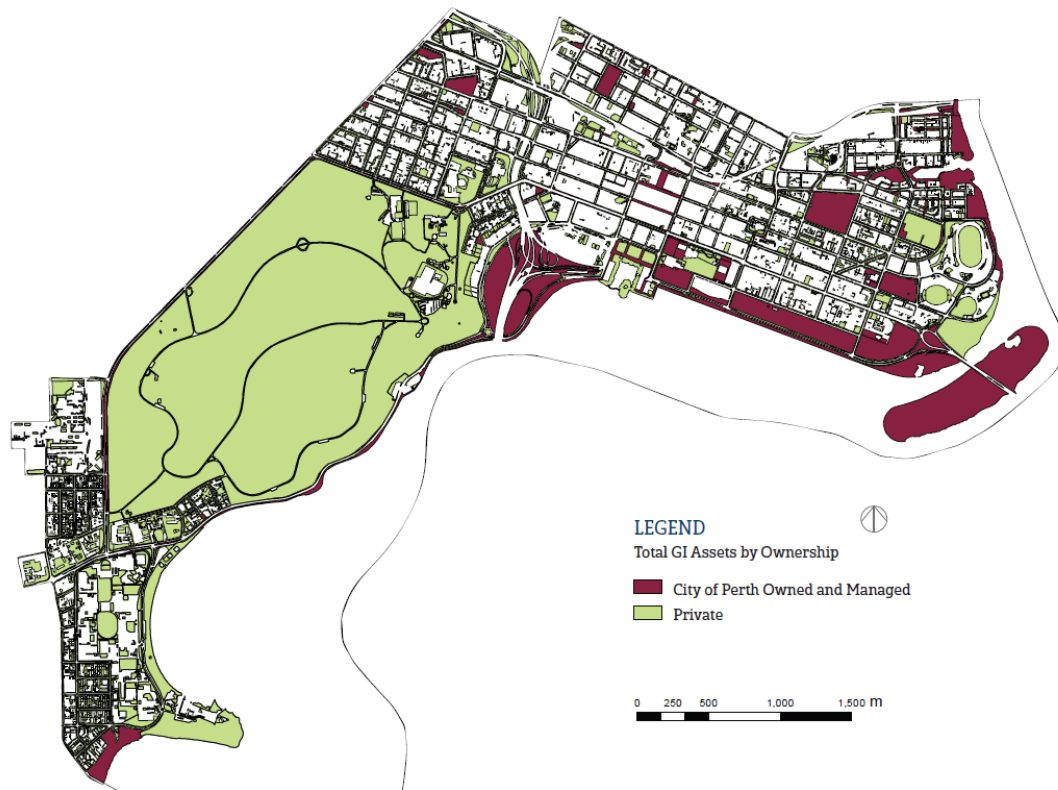 LEGEND
Total GI Assets by Ownership
City of Perth Owned and Managed
Private
0 250 500 1,000 1,500 m